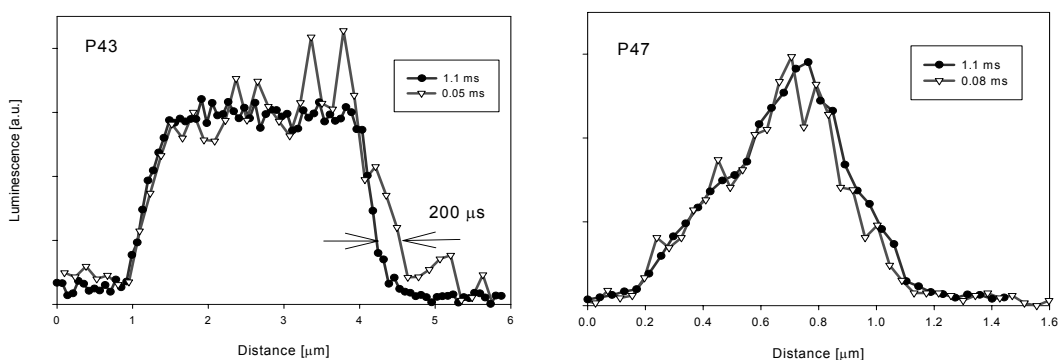 P43
1.1 ms
0.05 ms
200 µs
Luminescence [a.u.]
0 1 2 3 4 5 6
Distance [µm]
P47
1.1 ms
0.08 ms
0.0 0.2 0.4 0.6 0.8 1.0 1.2 1.4 1.6
Distance [µm]